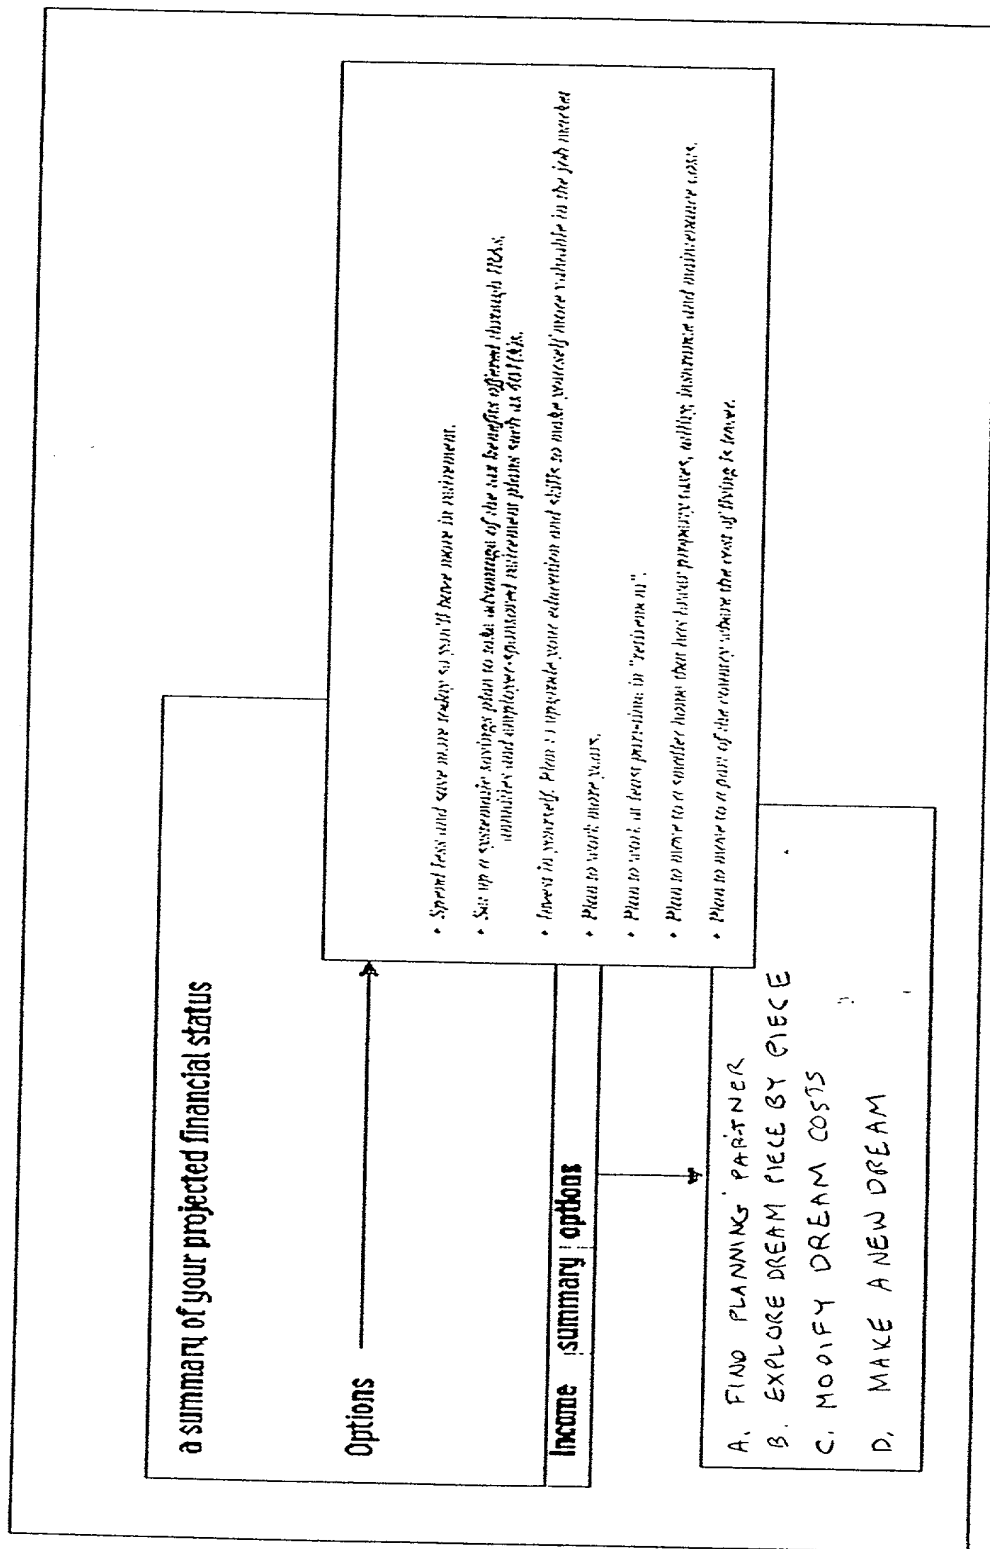 a summary of your projected financial status
Options
• Spend less and save more today so you'll have more in retirement.
• Set up a systematic savings plan to take advantage of the tax benefits offered through IRAs,
annuities and employer-sponsored retirement plans such as 401(k)s.
• Invest in yourself. Plan to upgrade your education and skills to make yourself more valuable in the job market
• Plan to work more years.
• Plan to work at least part-time in "retirement".
• Plan to move to a smaller home that has lower property taxes, utility, insurance and maintenance costs.
• Plan to move to a part of the country where the cost of living is lower.
Income summary options
A. FIND PLANNING PARTNER
B. EXPLORE DREAM PIECE BY PIECE
C. MODIFY DREAM COSTS
D. MAKE A NEW DREAM